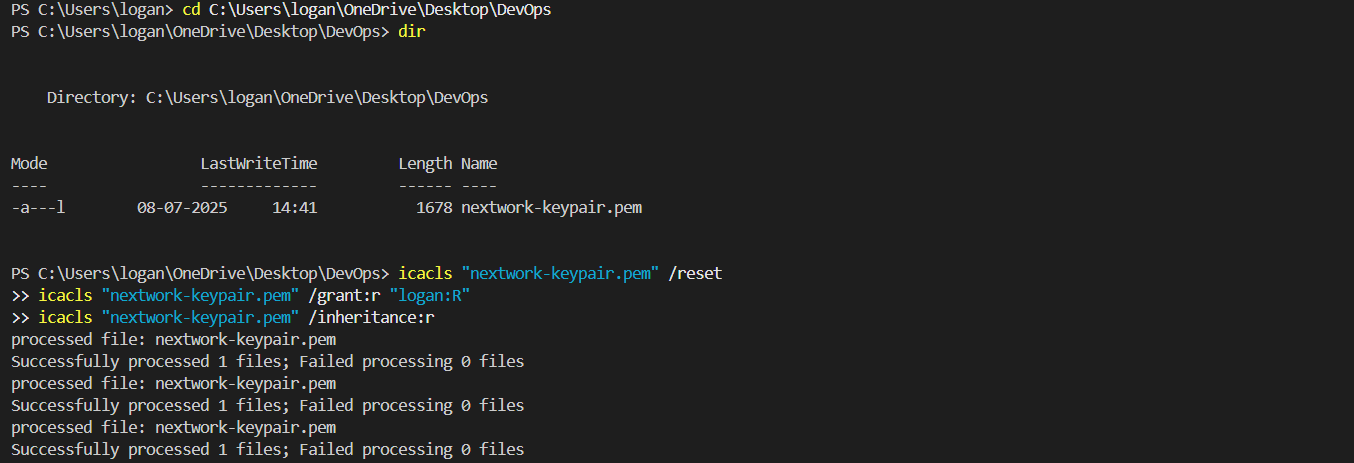 PS C:\Users\logan> cd C:\Users\logan\OneDrive\Desktop\DevOps
PS C:\Users\logan\OneDrive\Desktop\DevOps> dir
Directory: C:\Users\logan\OneDrive\Desktop\DevOps
Mode                 LastWriteTime         Length Name
----                 -------------         ------ ----
-a---l        08-07-2025     14:41           1678 nextwork-keypair.pem
PS C:\Users\logan\OneDrive\Desktop\DevOps> icacls "nextwork-keypair.pem" /reset
>> icacls "nextwork-keypair.pem" /grant:r "logan:R"
>> icacls "nextwork-keypair.pem" /inheritance:r
processed file: nextwork-keypair.pem
Successfully processed 1 files; Failed processing 0 files
processed file: nextwork-keypair.pem
Successfully processed 1 files; Failed processing 0 files
processed file: nextwork-keypair.pem
Successfully processed 1 files; Failed processing 0 files